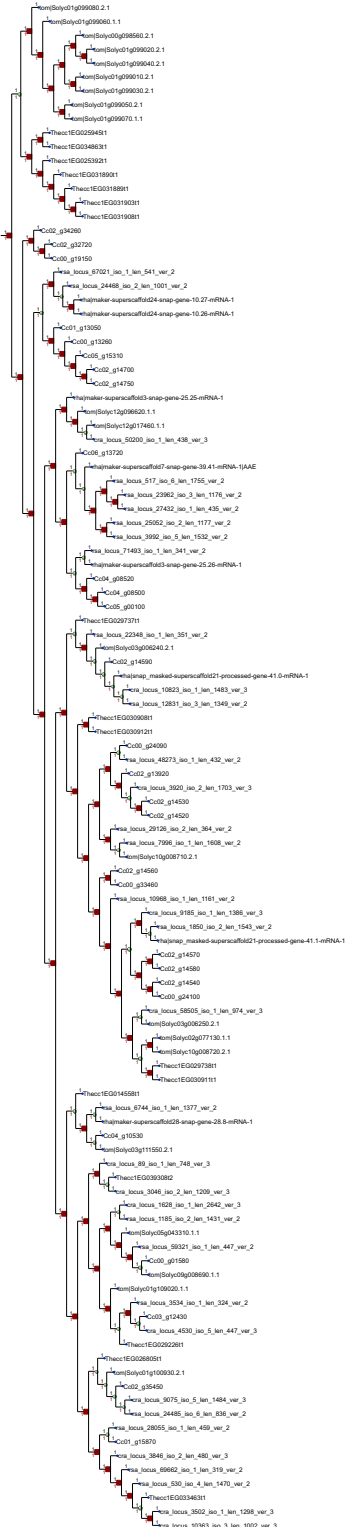 tom|Solyc01g099080.2.1
tom|Solyc01g099060.1.1
tom|Solyc00g098560.2.1
tom|Solyc01g099020.2.1
tom|Solyc01g099040.2.1
tom|Solyc01g099010.2.1
tom|Solyc01g099030.2.1
tom|Solyc01g099050.2.1
tom|Solyc01g099070.1.1
Thecc1EG025945t1
Thecc1EG034863t1
Thecc1EG025392t1
Thecc1EG031890t1
Thecc1EG031889t1
Thecc1EG031903t1
Thecc1EG031908t1
Cc02_g34260
Cc02_g32720
Cc00_g19150
rsa_locus_67021_iso_1_len_541_ver_2
rsa_locus_24468_iso_2_len_1001_ver_2
rha|maker-superscaffold24-snap-gene-10.27-mRNA-1
rha|maker-superscaffold24-snap-gene-10.26-mRNA-1
Cc01_g13050
Cc00_g13260
Cc05_g15310
Cc02_g14700
Cc02_g14750
rha|maker-superscaffold3-snap-gene-25.25-mRNA-1
tom|Solyc12g096620.1.1
tom|Solyc12g017460.1.1
cra_locus_50200_iso_1_len_438_ver_3
Cc06_g13720
rha|maker-superscaffold7-snap-gene-39.41-mRNA-1|AAE
rsa_locus_517_iso_6_len_1755_ver_2
rsa_locus_23962_iso_3_len_1176_ver_2
rsa_locus_27432_iso_1_len_435_ver_2
rsa_locus_25052_iso_2_len_1177_ver_2
rsa_locus_3992_iso_5_len_1532_ver_2
rsa_locus_71493_iso_1_len_341_ver_2
rha|maker-superscaffold3-snap-gene-25.26-mRNA-1
Cc04_g08520
Cc04_g08500
Cc05_g00100
Thecc1EG029737t1
rsa_locus_22348_iso_1_len_351_ver_2
tom|Solyc03g006240.2.1
Cc02_g14590
rha|snap_masked-superscaffold21-processed-gene-41.0-mRNA-1
cra_locus_10823_iso_1_len_1483_ver_3
rsa_locus_12831_iso_3_len_1349_ver_2
Thecc1EG030908t1
Thecc1EG030912t1
Cc00_g24090
rsa_locus_48273_iso_1_len_432_ver_2
Cc02_g13920
cra_locus_3920_iso_2_len_1703_ver_3
Cc02_g14530
Cc02_g14520
rsa_locus_29126_iso_2_len_364_ver_2
rsa_locus_7996_iso_1_len_1608_ver_2
tom|Solyc10g008710.2.1
Cc02_g14560
Cc00_g33460
rsa_locus_10968_iso_1_len_1161_ver_2
cra_locus_9185_iso_1_len_1386_ver_3
rsa_locus_1850_iso_2_len_1543_ver_2
rha|snap_masked-superscaffold21-processed-gene-41.1-mRNA-1
Cc02_g14570
Cc02_g14580
Cc02_g14540
Cc00_g24100
cra_locus_58505_iso_1_len_974_ver_3
tom|Solyc03g006250.2.1
tom|Solyc02g077130.1.1
tom|Solyc10g008720.2.1
Thecc1EG029738t1
Thecc1EG030911t1
Thecc1EG014558t1
rsa_locus_6744_iso_1_len_1377_ver_2
rha|maker-superscaffold28-snap-gene-28.8-mRNA-1
Cc04_g10530
tom|Solyc03g111550.2.1
cra_locus_89_iso_1_len_748_ver_3
Thecc1EG039308t2
cra_locus_3046_iso_2_len_1209_ver_3
cra_locus_1628_iso_1_len_2642_ver_3
rsa_locus_1185_iso_2_len_1431_ver_2
tom|Solyc05g043310.1.1
rsa_locus_59321_iso_1_len_447_ver_2
Cc00_g01580
tom|Solyc09g008690.1.1
tom|Solyc01g109020.1.1
rsa_locus_3534_iso_1_len_324_ver_2
Cc03_g12430
cra_locus_4530_iso_5_len_447_ver_3
Thecc1EG029226t1
Thecc1EG026805t1
tom|Solyc01g100930.2.1
Cc02_g35450
cra_locus_9075_iso_5_len_1484_ver_3
rsa_locus_24485_iso_6_len_836_ver_2
rsa_locus_28055_iso_1_len_459_ver_2
Cc01_g15870
cra_locus_3846_iso_2_len_480_ver_3
rsa_locus_69662_iso_1_len_319_ver_2
rsa_locus_530_iso_4_len_1470_ver_2
Thecc1EG033463t1
cra_locus_3502_iso_1_len_1298_ver_3
cra_locus_10363_iso_3_len_1002_ver_3